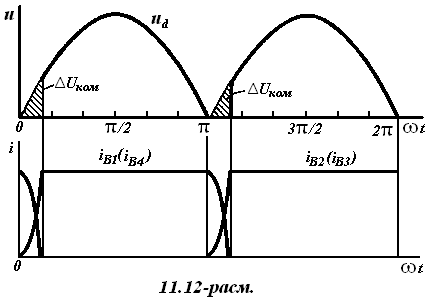 u
u_d
ΔU_ком
ΔU_ком
0 π/2 π 3π/2 2π ωt
i
i_B1(i_B4)
i_B2(i_B3)
0 ωt
11.12-расм.